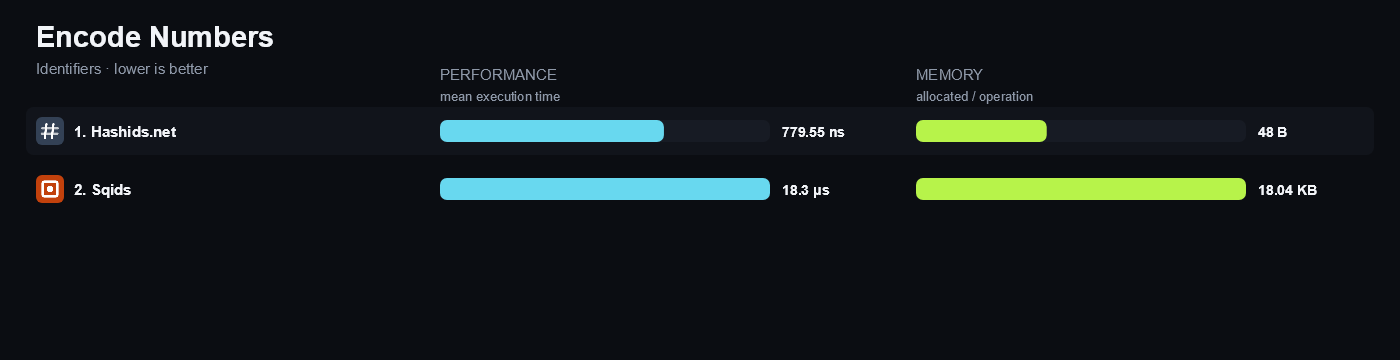 Encode Numbers
Identifiers · lower is better
PERFORMANCE
mean execution time
MEMORY
allocated / operation
1. Hashids.net
779.55 ns
48 B
2. Sqids
18.3 µs
18.04 KB